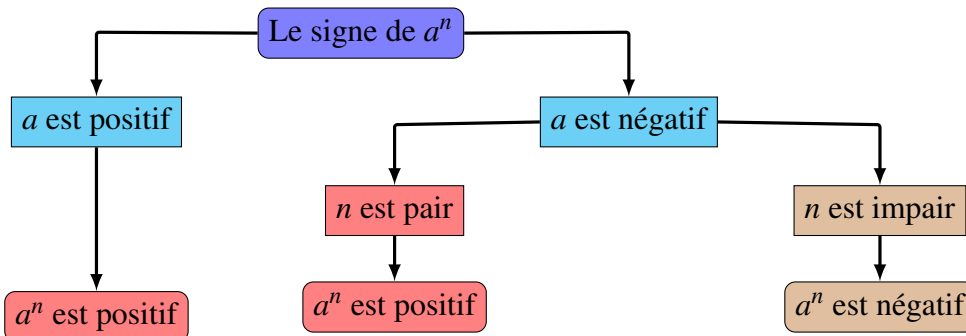 Le signe de aⁿ
a est positif
a est négatif
n est pair
n est impair
aⁿ est positif
aⁿ est positif
aⁿ est négatif